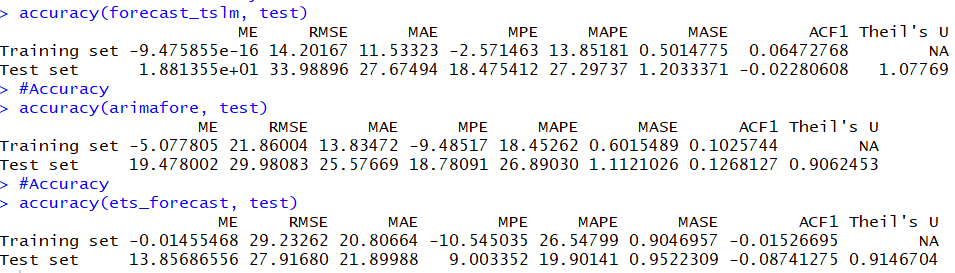 > accuracy(forecast_tslm, test)
ME RMSE MAE MPE MAPE MASE ACF1 Theil's U
Training set -9.475855e-16 14.20167 11.53323 -2.571463 13.85181 0.5014775 0.06472768 NA
Test set 1.881355e+01 33.98896 27.67494 18.475412 27.29737 1.2033371 -0.02280608 1.07769
> #Accuracy
> accuracy(arimafore, test)
ME RMSE MAE MPE MAPE MASE ACF1 Theil's U
Training set -5.077805 21.86004 13.83472 -9.48517 18.45262 0.6015489 0.1025744 NA
Test set 19.478002 29.98083 25.57669 18.78091 26.89030 1.1121026 0.1268127 0.9062453
> #Accuracy
> accuracy(ets_forecast, test)
ME RMSE MAE MPE MAPE MASE ACF1 Theil's U
Training set -0.01455468 29.23262 20.80664 -10.545035 26.54799 0.9046957 -0.01526695 NA
Test set 13.85686556 27.91680 21.89988 9.003352 19.90141 0.9522309 -0.08741275 0.9146704